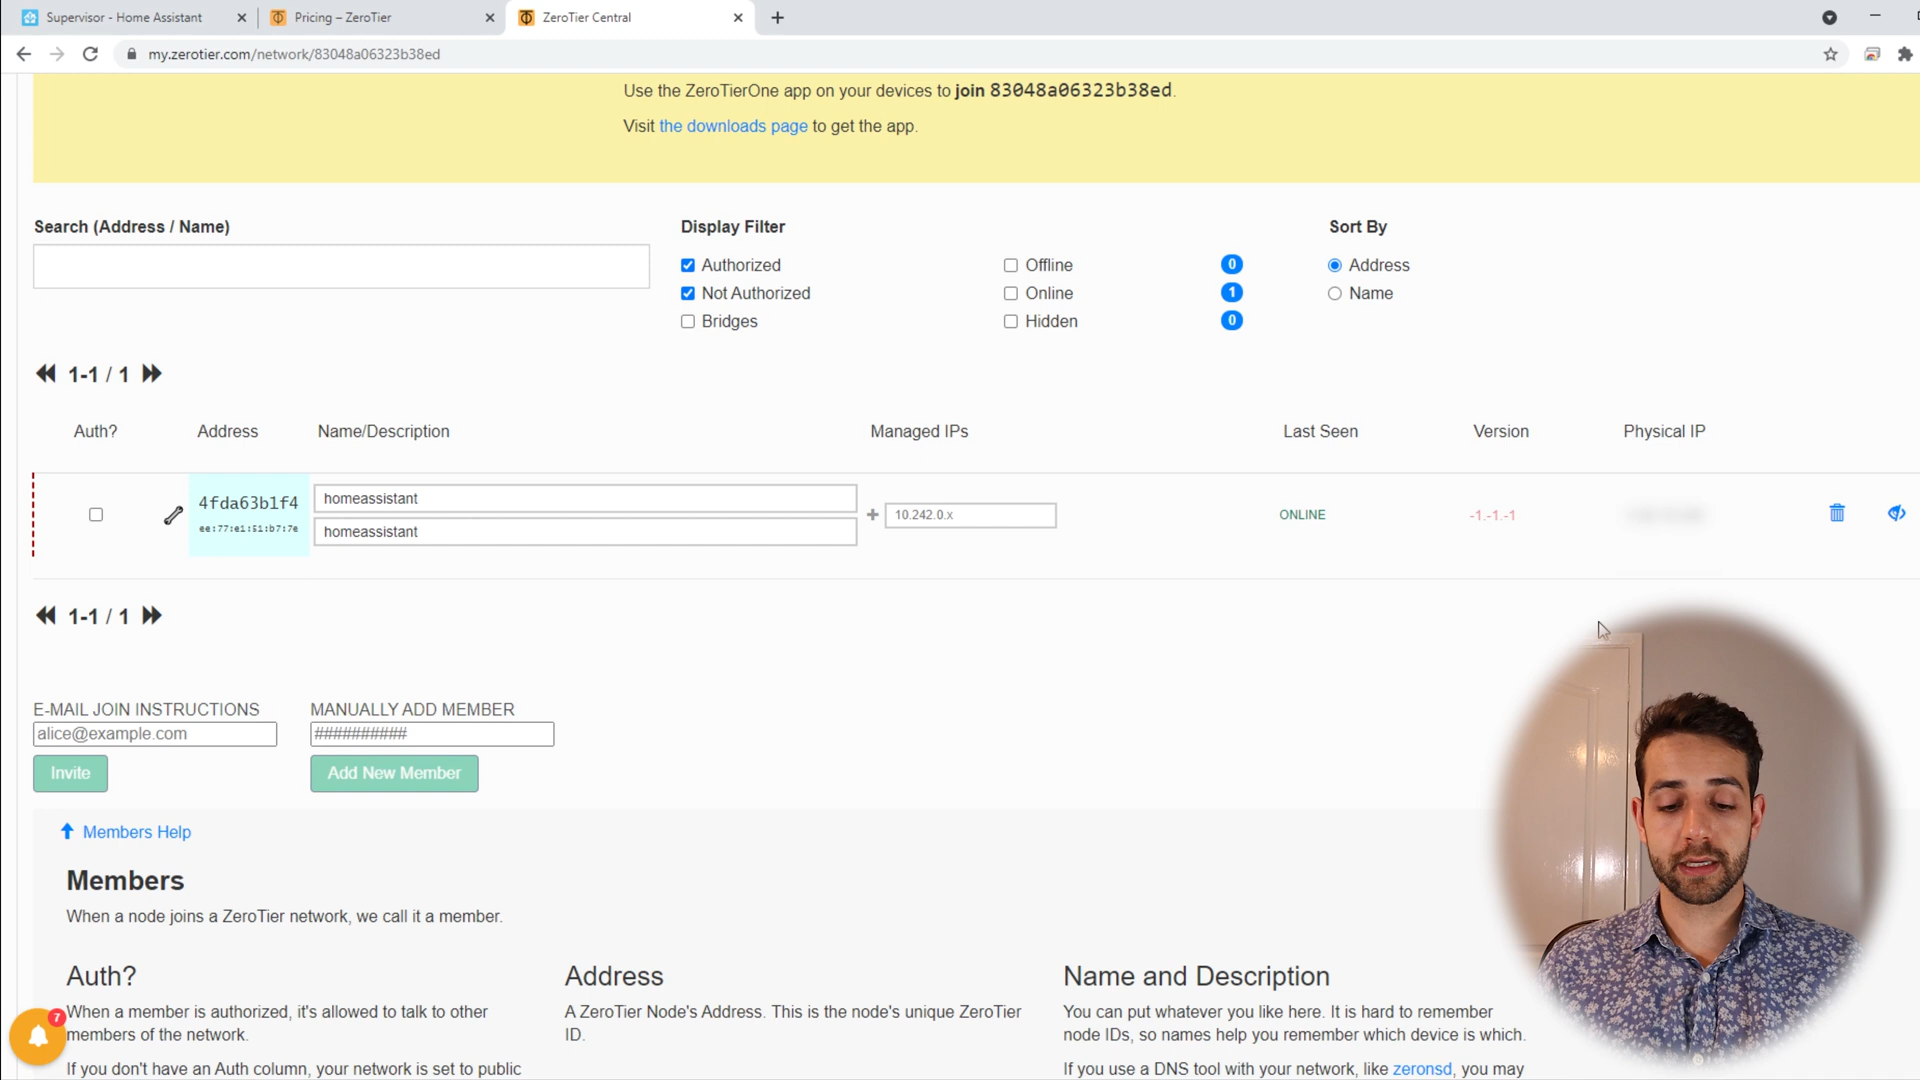 Supervisor - Home Assistant
Pricing – ZeroTier
ZeroTier Central
my.zerotier.com/network/83048a06323b38ed
Use the ZeroTierOne app on your devices to join 83048a06323b38ed.
Visit the downloads page to get the app.
Search (Address / Name)
Display Filter
Sort By
Authorized
Offline
0
Address
Not Authorized
Online
1
Name
Bridges
Hidden
0
1-1 / 1
Auth?
Address
Name/Description
Managed IPs
Last Seen
Version
Physical IP
4fda63b1f4
ee:77:e1:51:b7:7e
homeassistant
homeassistant
10.242.0.x
ONLINE
-1.-1.-1
1-1 / 1
E-MAIL JOIN INSTRUCTIONS
MANUALLY ADD MEMBER
alice@example.com
##########
Invite
Add New Member
Members Help
Members
When a node joins a ZeroTier network, we call it a member.
Auth?
When a member is authorized, it's allowed to talk to other
members of the network.
If you don't have an Auth column, your network is set to public
Address
A ZeroTier Node's Address. This is the node's unique ZeroTier
ID.
Name and Description
You can put whatever you like here. It is hard to remember
node IDs, so names help you remember which device is which.
If you use a DNS tool with your network, like zeronsd, you may
7